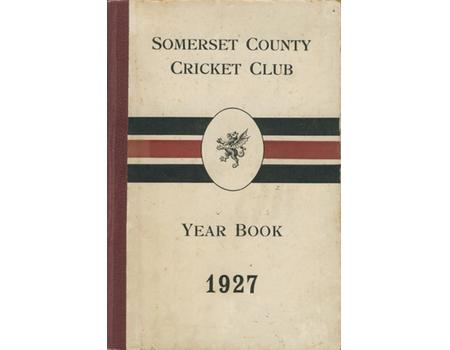 SOMERSET COUNTY
CRICKET CLUB
YEAR BOOK
1927